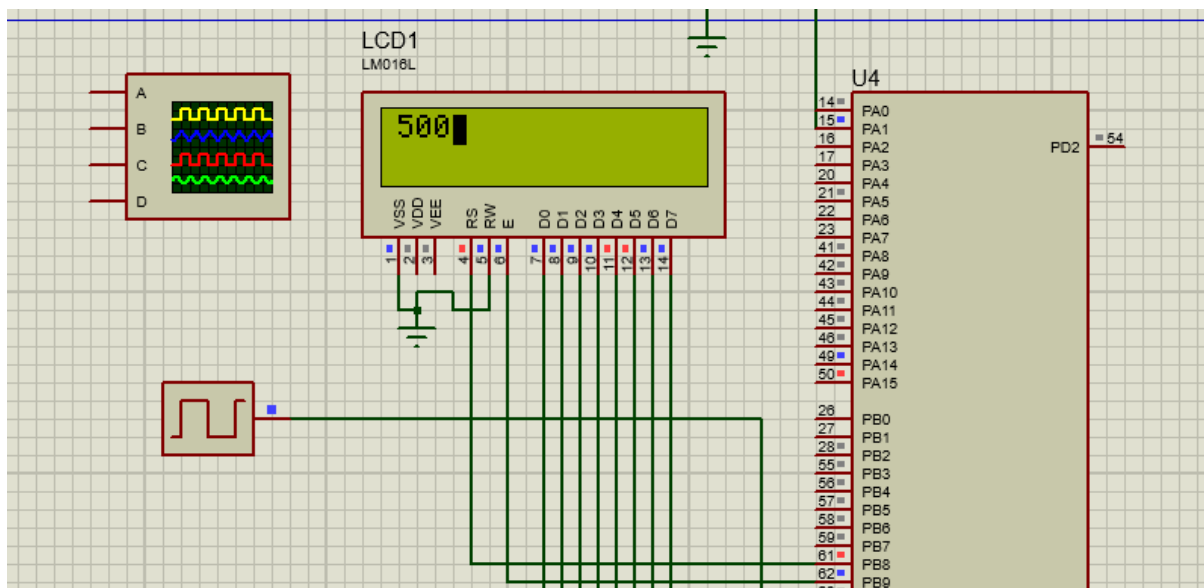 LCD1
LM016L
500
VSS
VDD
VEE
RS
RW
E
D0
D1
D2
D3
D4
D5
D6
D7
1
2
3
4
5
6
7
8
9
10
11
12
13
14
A
B
C
D
U4
14 PA0
15 PA1
16 PA2
17 PA3
20 PA4
21 PA5
22 PA6
23 PA7
41 PA8
42 PA9
43 PA10
44 PA11
45 PA12
46 PA13
49 PA14
50 PA15
26 PB0
27 PB1
28 PB2
55 PB3
56 PB4
57 PB5
58 PB6
59 PB7
61 PB8
62 PB9
PD2 54